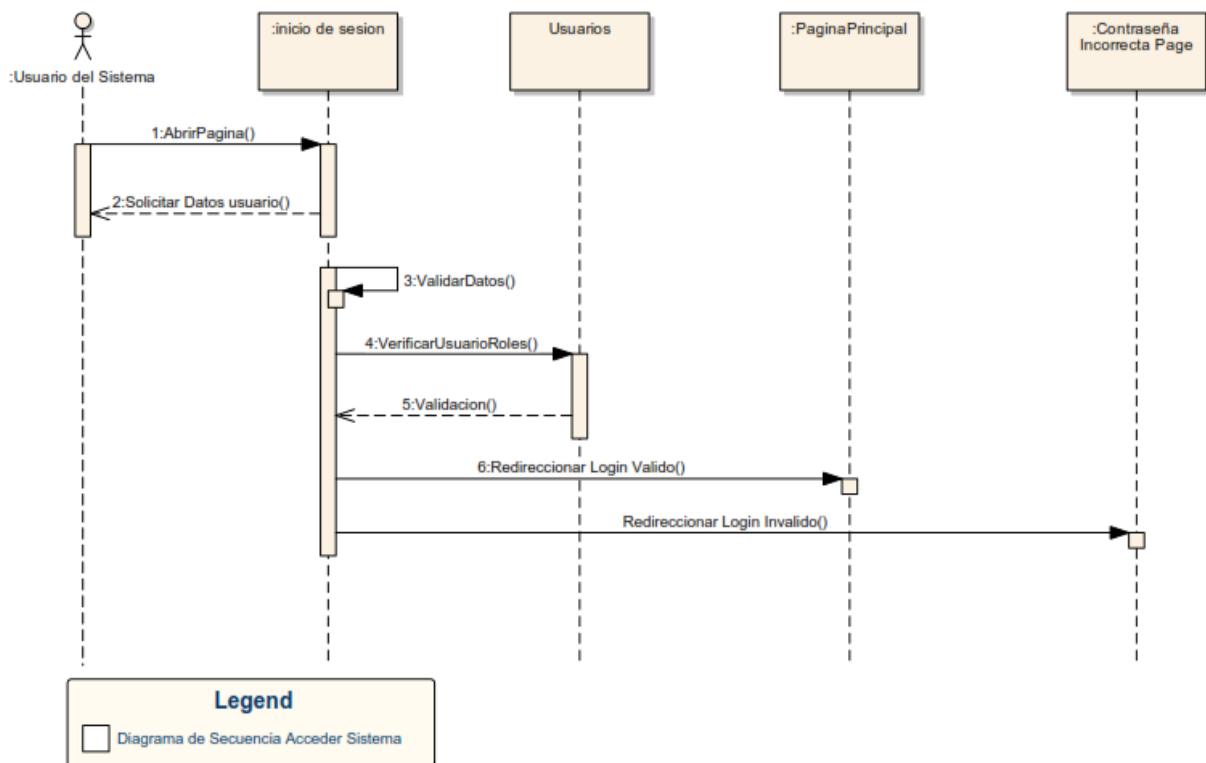 :Usuario del Sistema
:inicio de sesion
Usuarios
:PaginaPrincipal
:Contraseña
Incorrecta Page
1:AbrirPagina()
2:Solicitar Datos usuario()
3:ValidarDatos()
4:VerificarUsuarioRoles()
5:Validacion()
6:Redireccionar Login Valido()
Redireccionar Login Invalido()
Legend
Diagrama de Secuencia Acceder Sistema